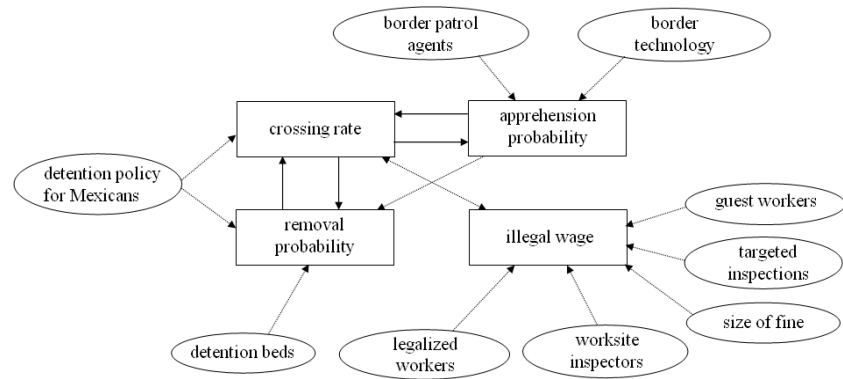 border patrol
agents
border
technology
crossing rate
apprehension
probability
detention policy
for Mexicans
removal
probability
illegal wage
guest workers
targeted
inspections
size of fine
detention beds
legalized
workers
worksite
inspectors